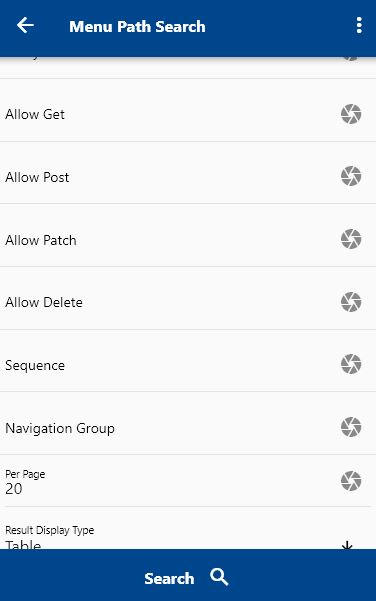 Menu Path Search
Allow Get
Allow Post
Allow Patch
Allow Delete
Sequence
Navigation Group
Per Page
20
Result Display Type
Table
Search